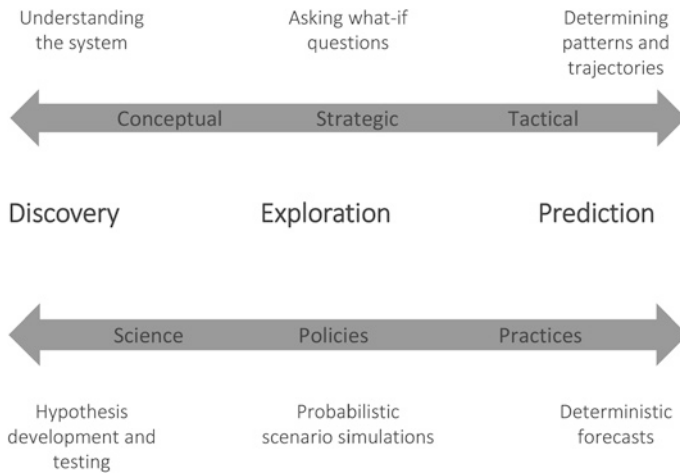 Understanding
the system
Asking what-if
questions
Determining
patterns and
trajectories
Conceptual Strategic Tactical
Discovery Exploration Prediction
Science Policies Practices
Hypothesis
development and
testing
Probabilistic
scenario simulations
Deterministic
forecasts